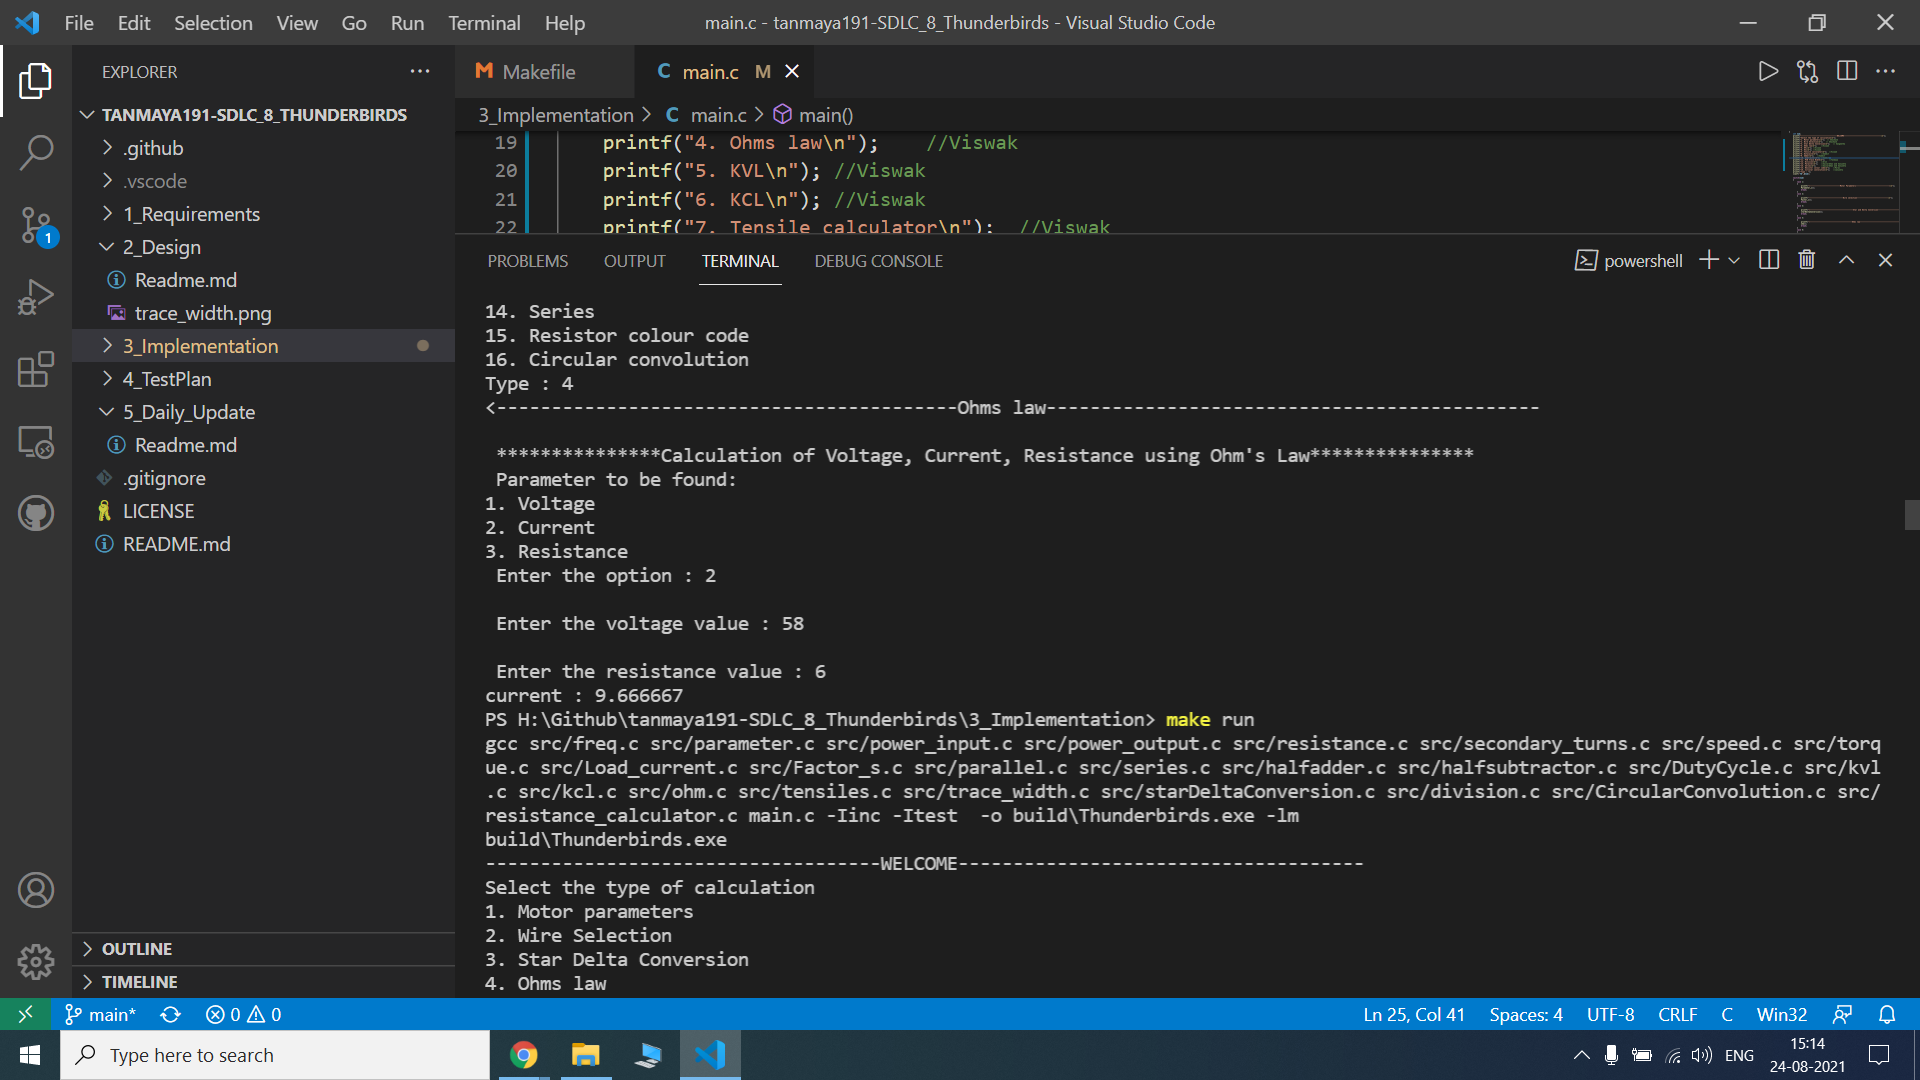 File Edit Selection View Go Run Terminal Help
main.c - tanmaya191-SDLC_8_Thunderbirds - Visual Studio Code
EXPLORER
TANMAYA191-SDLC_8_THUNDERBIRDS
.github
.vscode
1_Requirements
2_Design
Readme.md
trace_width.png
3_Implementation
4_TestPlan
5_Daily_Update
Readme.md
.gitignore
LICENSE
README.md
OUTLINE
TIMELINE
1
Makefile
C main.c M
3_Implementation > C main.c > main()
19 printf("4. Ohms law\n"); //Viswak
20 printf("5. KVL\n"); //Viswak
21 printf("6. KCL\n"); //Viswak
22 printf("7. Tensile calculator\n"); //Viswak
PROBLEMS OUTPUT TERMINAL DEBUG CONSOLE
powershell
14. Series
15. Resistor colour code
16. Circular convolution
Type : 4
<------------------------------------------Ohms law---------------------------------------------
***************Calculation of Voltage, Current, Resistance using Ohm's Law***************
Parameter to be found:
1. Voltage
2. Current
3. Resistance
Enter the option : 2
Enter the voltage value : 58
Enter the resistance value : 6
current : 9.666667
PS H:\Github\tanmaya191-SDLC_8_Thunderbirds\3_Implementation> make run
gcc src/freq.c src/parameter.c src/power_input.c src/power_output.c src/resistance.c src/secondary_turns.c src/speed.c src/torq
ue.c src/Load_current.c src/Factor_s.c src/parallel.c src/series.c src/halfadder.c src/halfsubtractor.c src/DutyCycle.c src/kvl
.c src/kcl.c src/ohm.c src/tensiles.c src/trace_width.c src/starDeltaConversion.c src/division.c src/CircularConvolution.c src/
resistance_calculator.c main.c -Iinc -Itest  -o build\Thunderbirds.exe -lm
build\Thunderbirds.exe
------------------------------------WELCOME-------------------------------------
Select the type of calculation
1. Motor parameters
2. Wire Selection
3. Star Delta Conversion
4. Ohms law
main* 0 0
Ln 25, Col 41 Spaces: 4 UTF-8 CRLF C Win32
Type here to search
ENG
15:14
24-08-2021